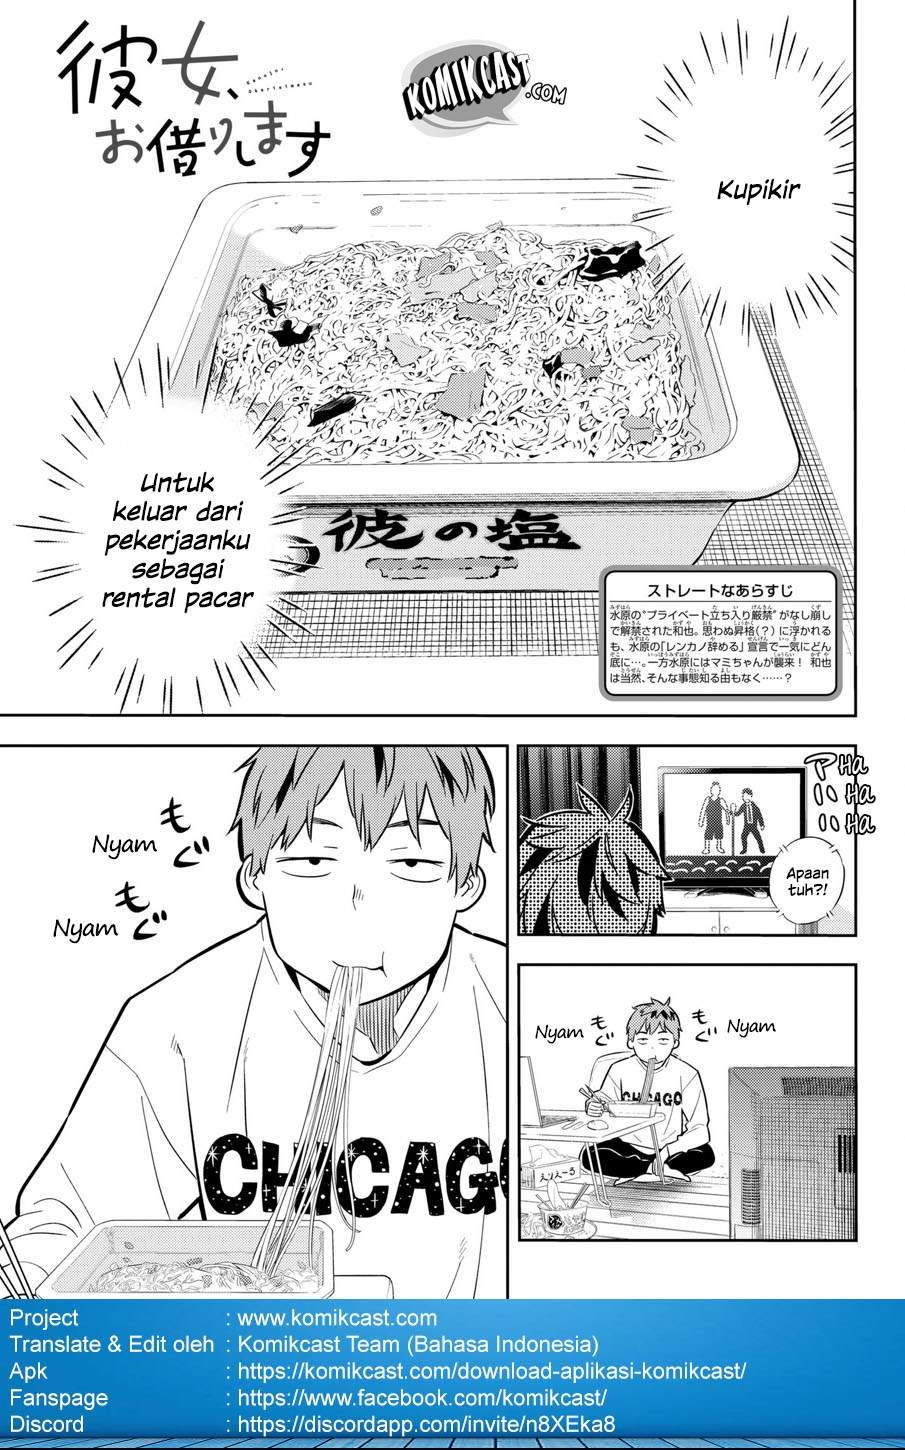 彼女、
お借りします
KOMIKCAST
.COM
Kupikir
Untuk
keluar dari
pekerjaanku
sebagai
rental pacar
彼の塩
ストレートなあらすじ
水原の“プライベート立ち入り厳禁”がなし崩し
で解禁された和也。思わぬ昇格(?)に浮かれる
も、水原の「レンカノ辞める」宣言で一気にどん
底に…。一方水原にはマミちゃんが襲来! 和也
は当然、そんな事態知る由もなく……?
アハハハ
HA
HA
HA
Apaan
tuh?!
もぐ
Nyam
もぐ
Nyam
CHICAGO
Nyam
もぐ
もぐ
Nyam
CHICAGO
えりえーる
Project : www.komikcast.com
Translate & Edit oleh : Komikcast Team (Bahasa Indonesia)
Apk : https://komikcast.com/download-aplikasi-komikcast/
Fanspage : https://www.facebook.com/komikcast/
Discord : https://discordapp.com/invite/n8XEka8